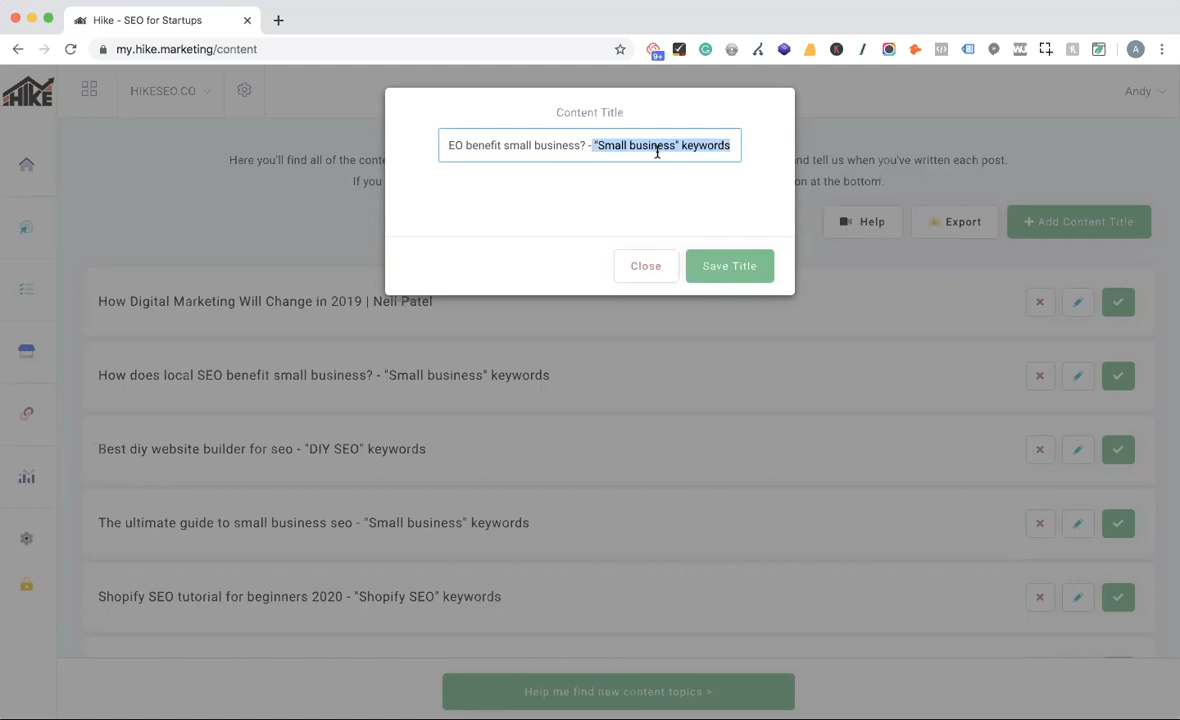 Hike - SEO for Startups
my.hike.marketing/content
9+
A
HIKE
HIKESEO.CO
Andy
Content Title
EO benefit small business? - "Small business" keywords
Close
Save Title
Here you'll find all of the conte
and tell us when you've written each post.
If you
on at the bottom.
Help
Export
+ Add Content Title
How Digital Marketing Will Change in 2019 | Neil Patel
How does local SEO benefit small business? - "Small business" keywords
Best diy website builder for seo - "DIY SEO" keywords
The ultimate guide to small business seo - "Small business" keywords
Shopify SEO tutorial for beginners 2020 - "Shopify SEO" keywords
Help me find new content topics >